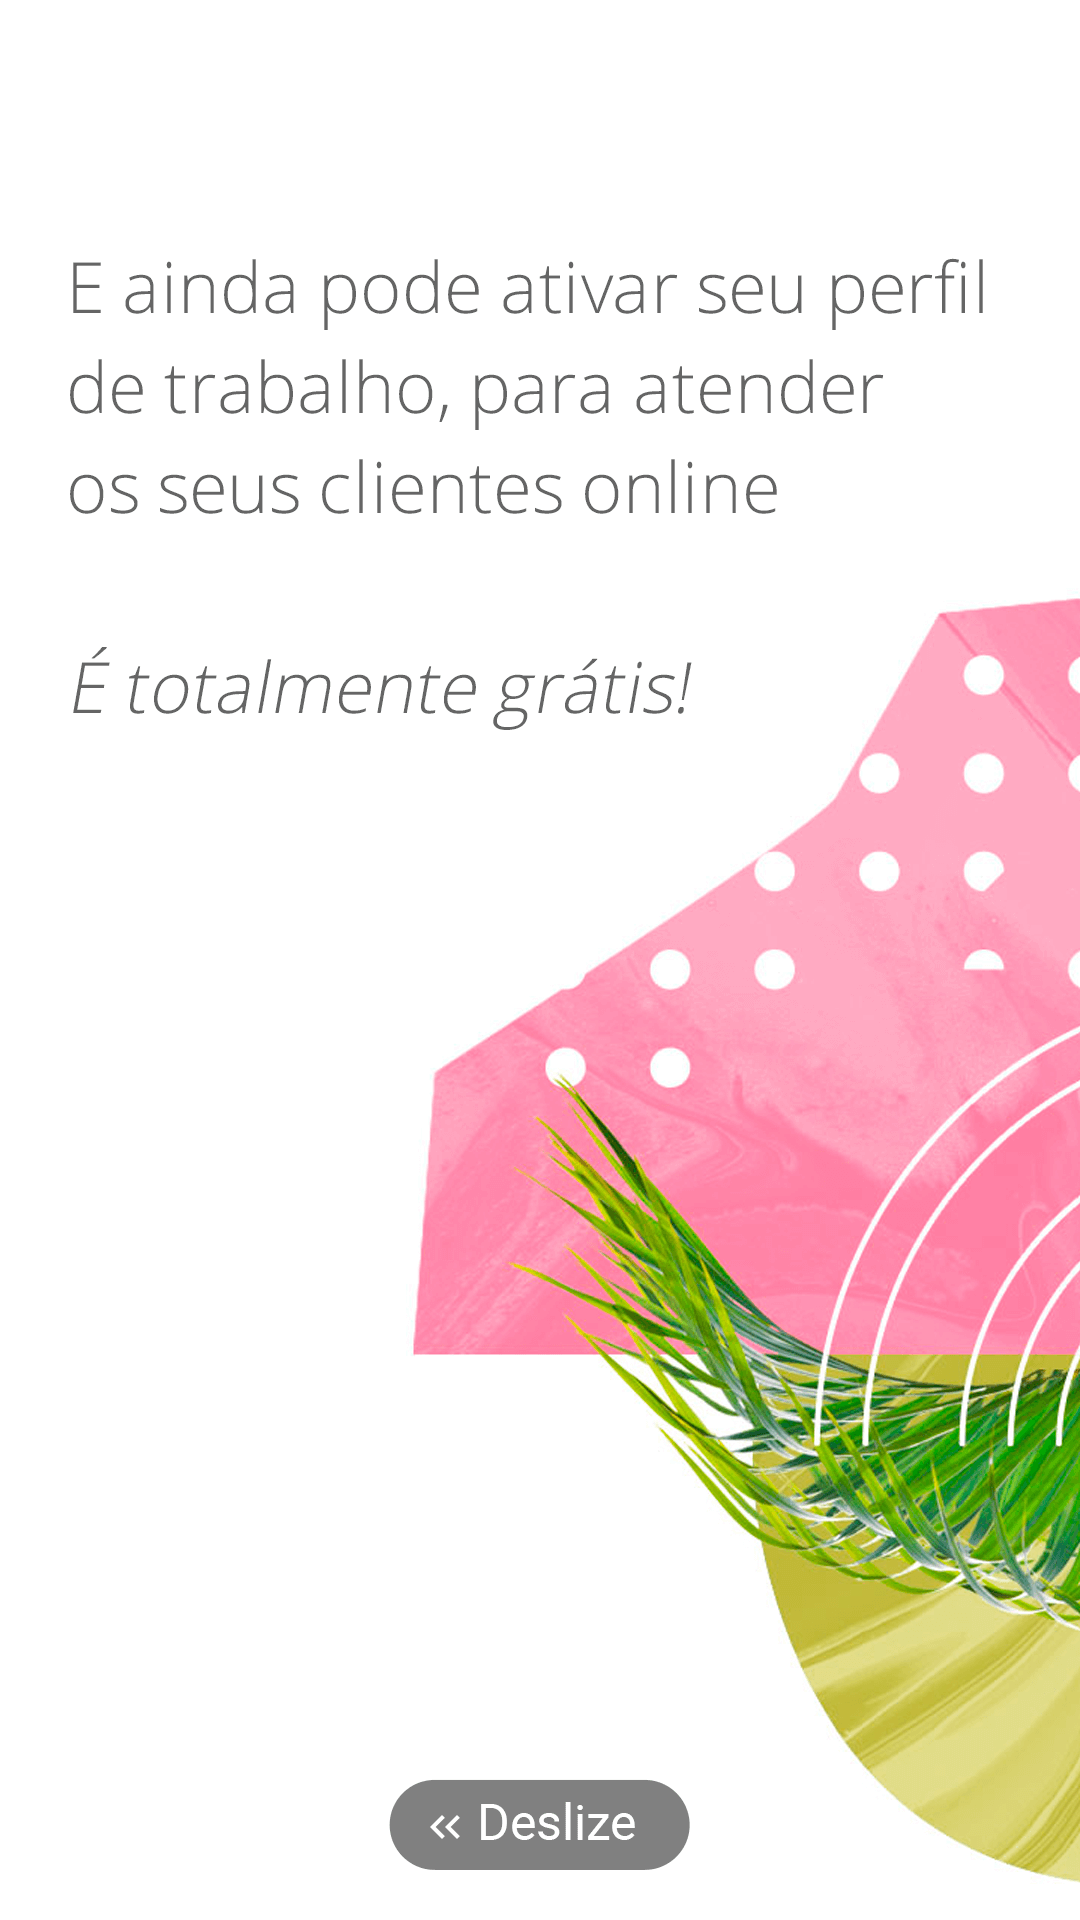 E ainda pode ativar seu perfil
de trabalho, para atender
os seus clientes online
É totalmente grátis!
« Deslize